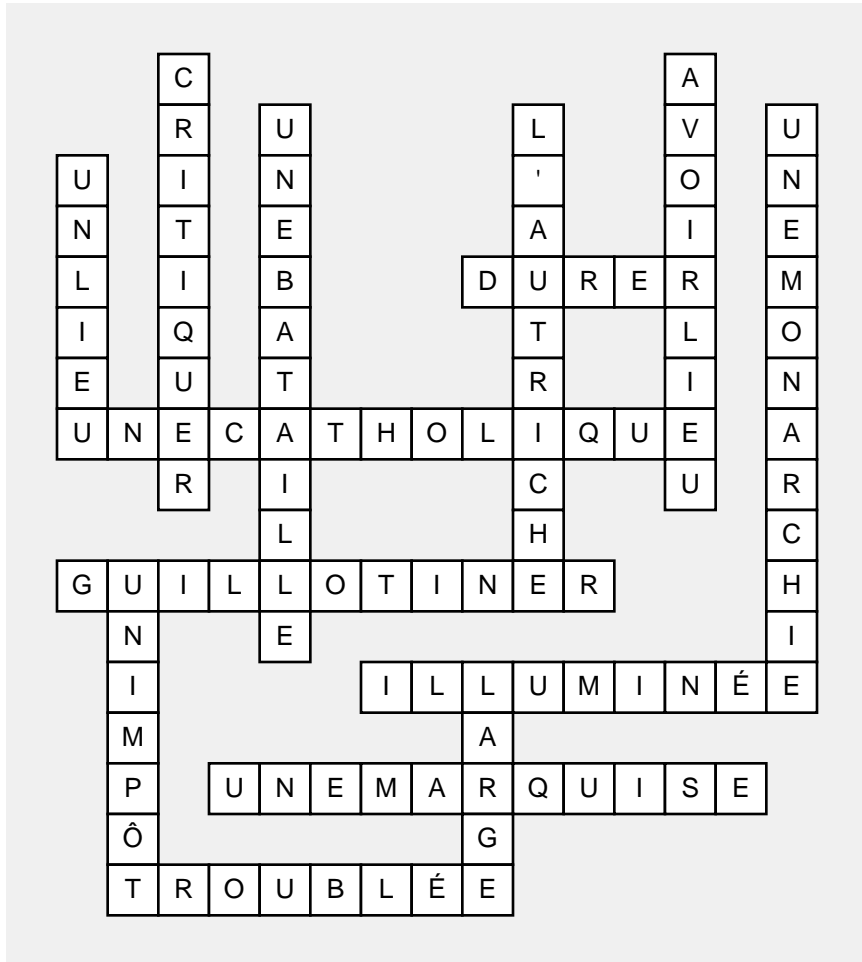 CRITIQUER
AVOIRLIEU
UNEBATAILLE
L'AUTRICHE
UNEMONARCHIE
UNLIEU
DURER
UNECATHOLIQUE
GUILLOTINER
UNIMPÔT
ILLUMINÉE
LARGE
UNEMARQUISE
TROUBLÉE